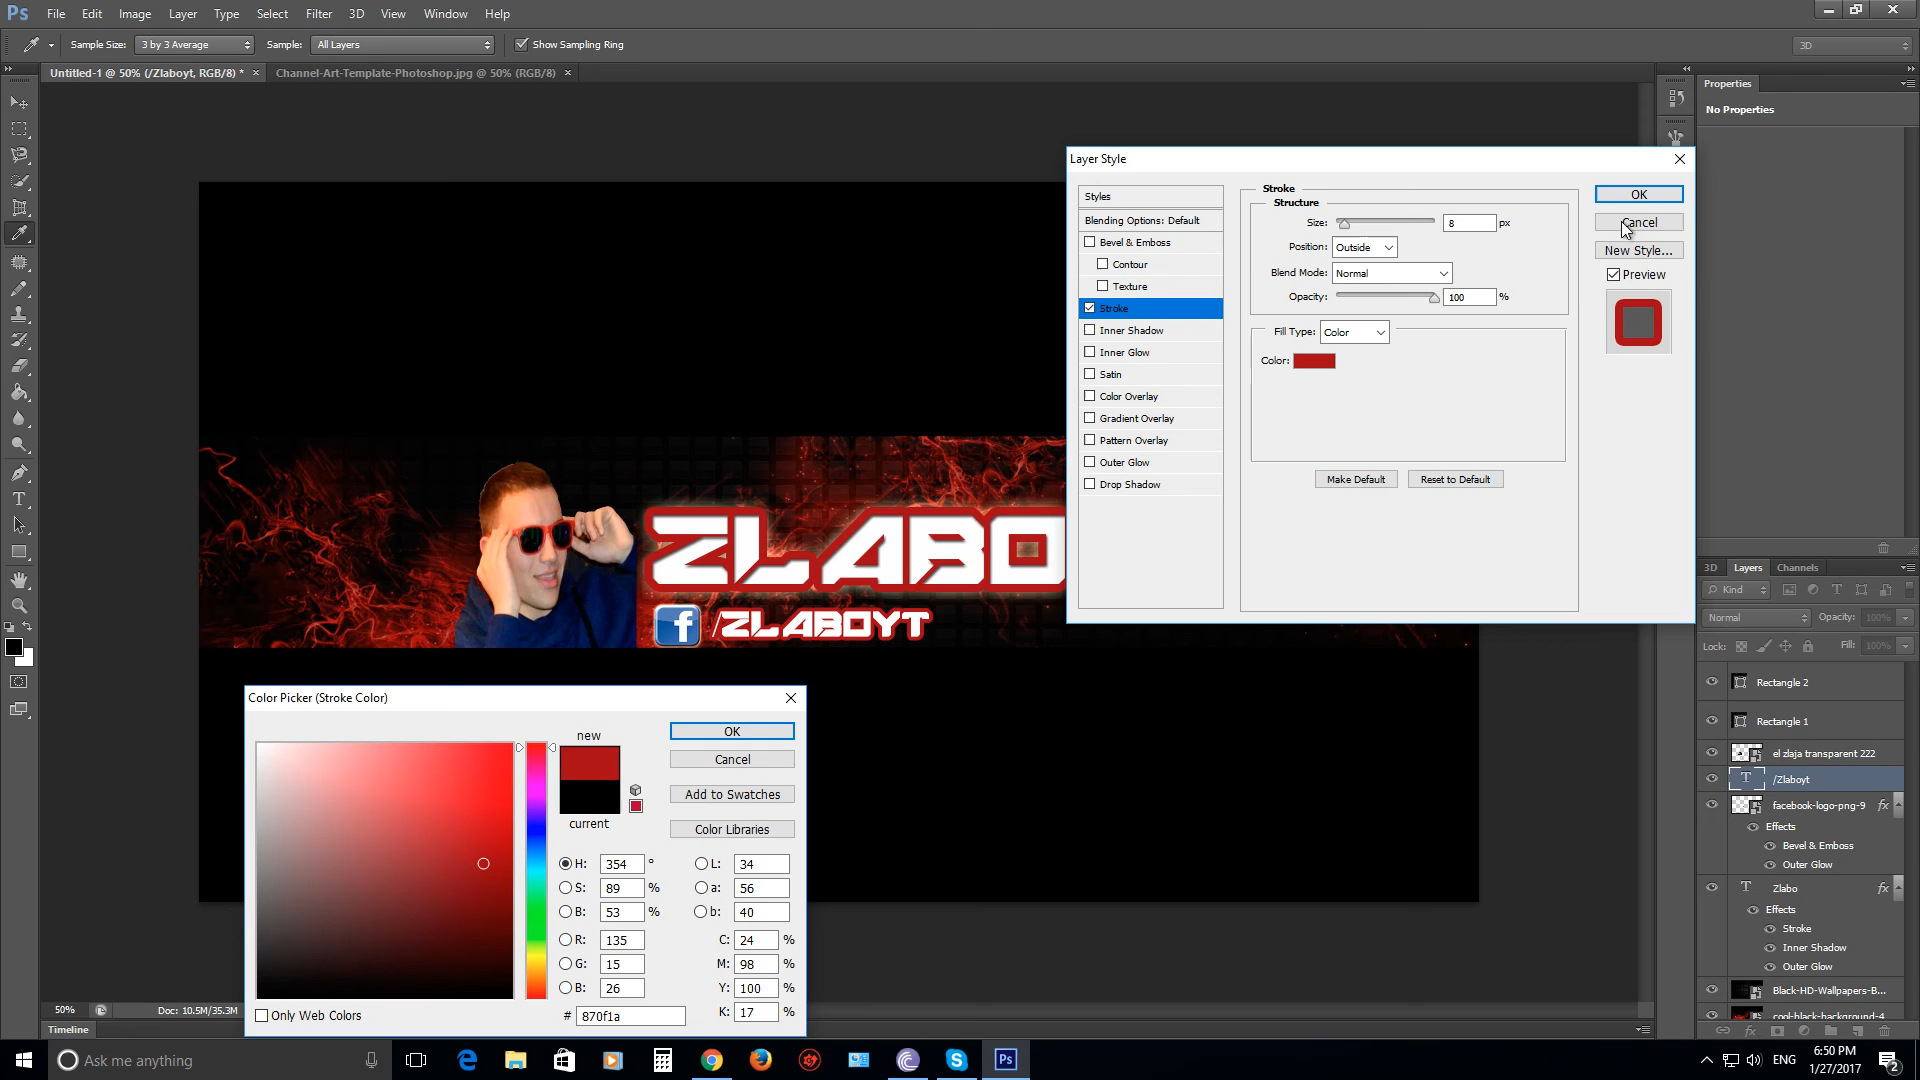 Ps File Edit Image Layer Type Select Filter 3D View Window Help
Sample Size: 3 by 3 Average Sample: All Layers Show Sampling Ring 3D
Untitled-1 @ 50% (/Zlaboyt, RGB/8) * × Channel-Art-Template-Photoshop.jpg @ 50% (RGB/8) ×
Properties
No Properties
Layer Style
Styles
Blending Options: Default
Bevel & Emboss
Contour
Texture
Stroke
Inner Shadow
Inner Glow
Satin
Color Overlay
Gradient Overlay
Pattern Overlay
Outer Glow
Drop Shadow
Stroke
Structure
Size: 8 px
Position: Outside
Blend Mode: Normal
Opacity: 100 %
Fill Type: Color
Color:
Make Default Reset to Default
OK
Cancel
New Style...
Preview
ZLABO
f /ZLABOYT
Color Picker (Stroke Color)
new
current
OK
Cancel
Add to Swatches
Color Libraries
H: 354 ° L: 34
S: 89 % a: 56
B: 53 % b: 40
R: 135 C: 24 %
G: 15 M: 98 %
B: 26 Y: 100 %
# 870f1a K: 17 %
Only Web Colors
3D Layers Channels
Kind
Normal Opacity: 100%
Lock: Fill: 100%
Rectangle 2
Rectangle 1
el zlaja transparent 222
T /Zlaboyt
facebook-logo-png-9 fx
Effects
Bevel & Emboss
Outer Glow
T Zlabo fx
Effects
Stroke
Inner Shadow
Outer Glow
Black-HD-Wallpapers-B...
cool-black-background-4
50% Doc: 10.5M/35.3M
Timeline
Ask me anything
Ps
ENG
6:50 PM
1/27/2017
2